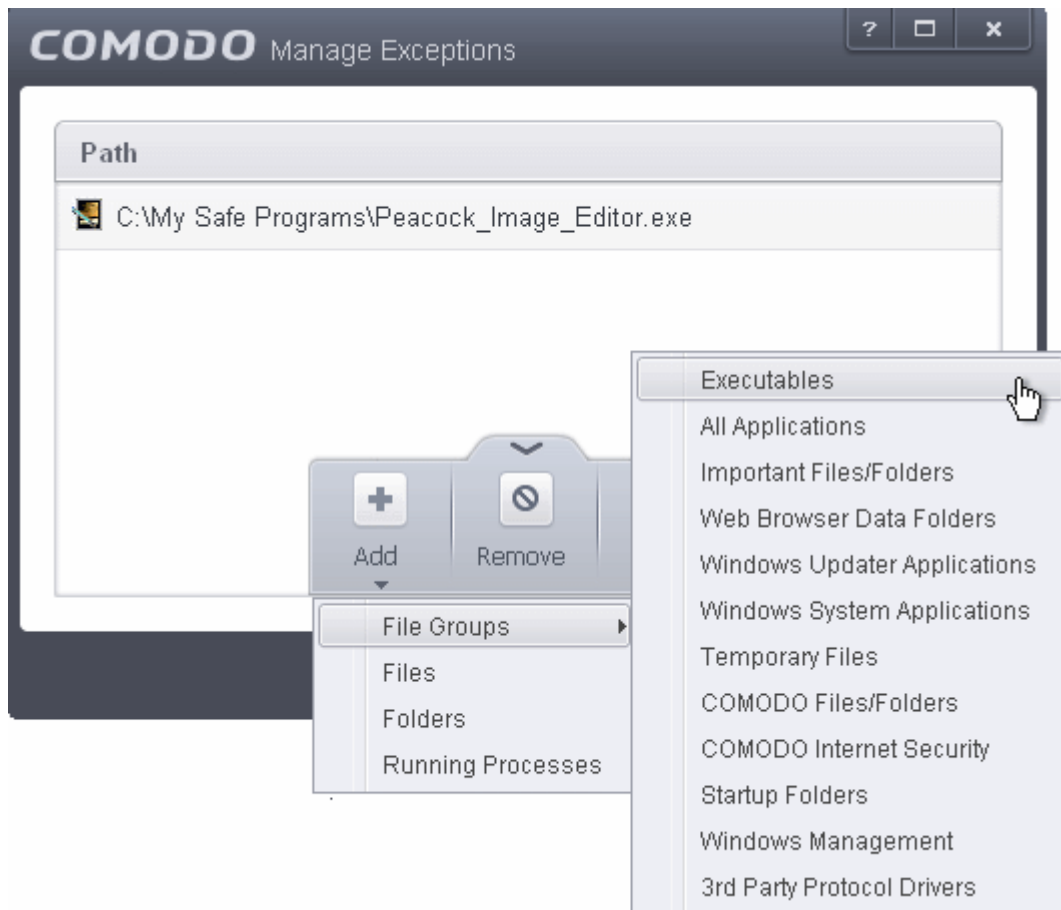 COMODO Manage Exceptions
Path
C:\My Safe Programs\Peacock_Image_Editor.exe
Add
Remove
File Groups
Files
Folders
Running Processes
Executables
All Applications
Important Files/Folders
Web Browser Data Folders
Windows Updater Applications
Windows System Applications
Temporary Files
COMODO Files/Folders
COMODO Internet Security
Startup Folders
Windows Management
3rd Party Protocol Drivers